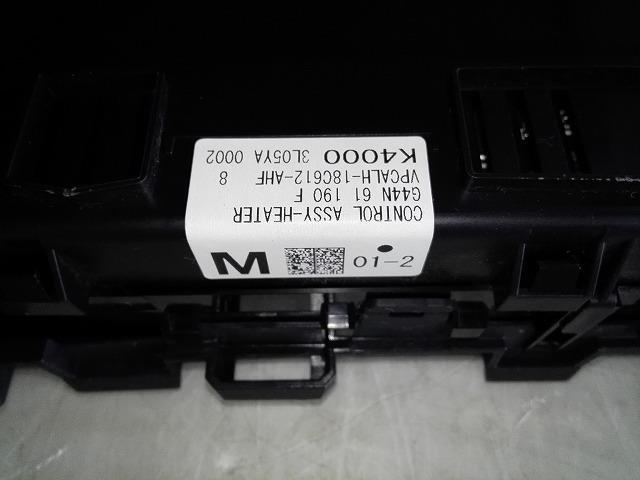 CONTROL ASSY-HEATER
G44N 61 190 F
VPCALH-18C612-AHF 8
K4000 3L05YA 0002
M 01-2